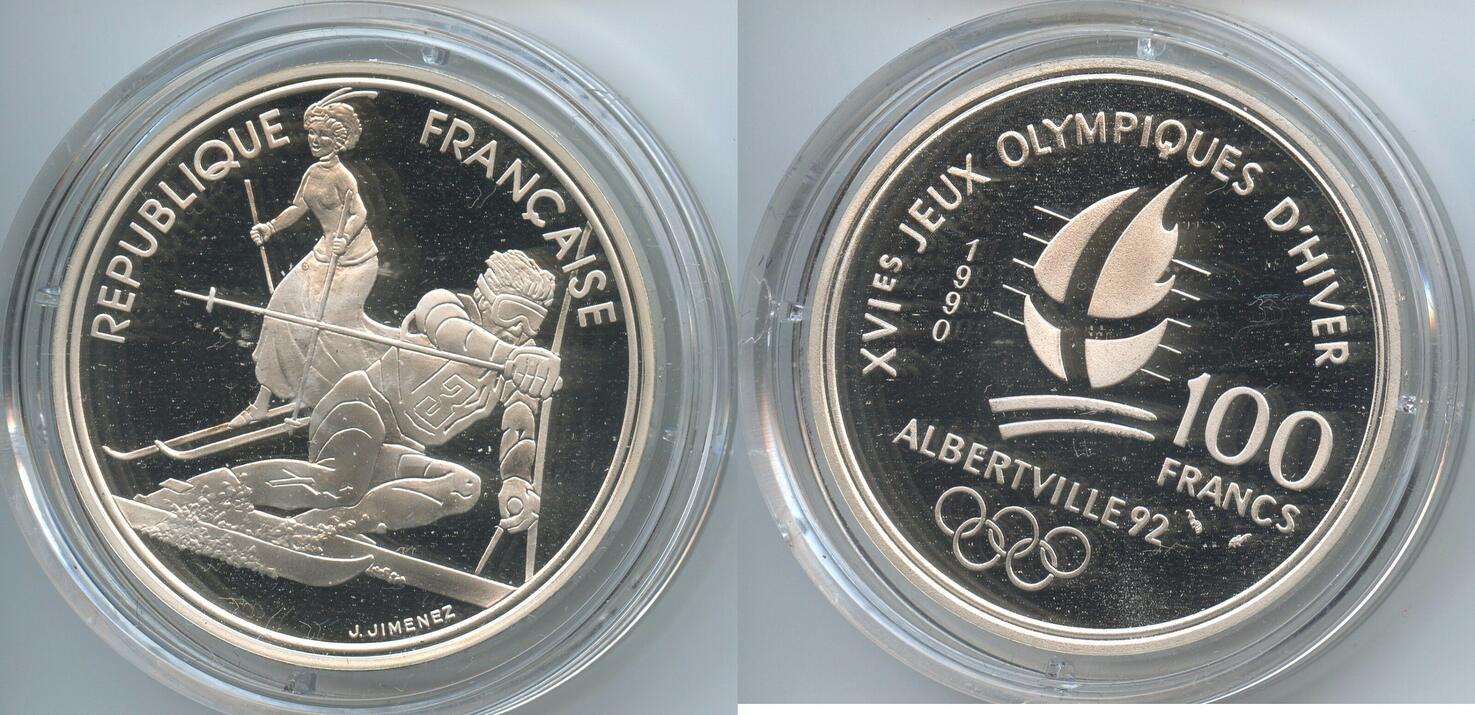 REPUBLIQUE FRANÇAISE
J. JIMENEZ
XVIES JEUX OLYMPIQUES D'HIVER
1990
100
FRANCS
ALBERTVILLE 92